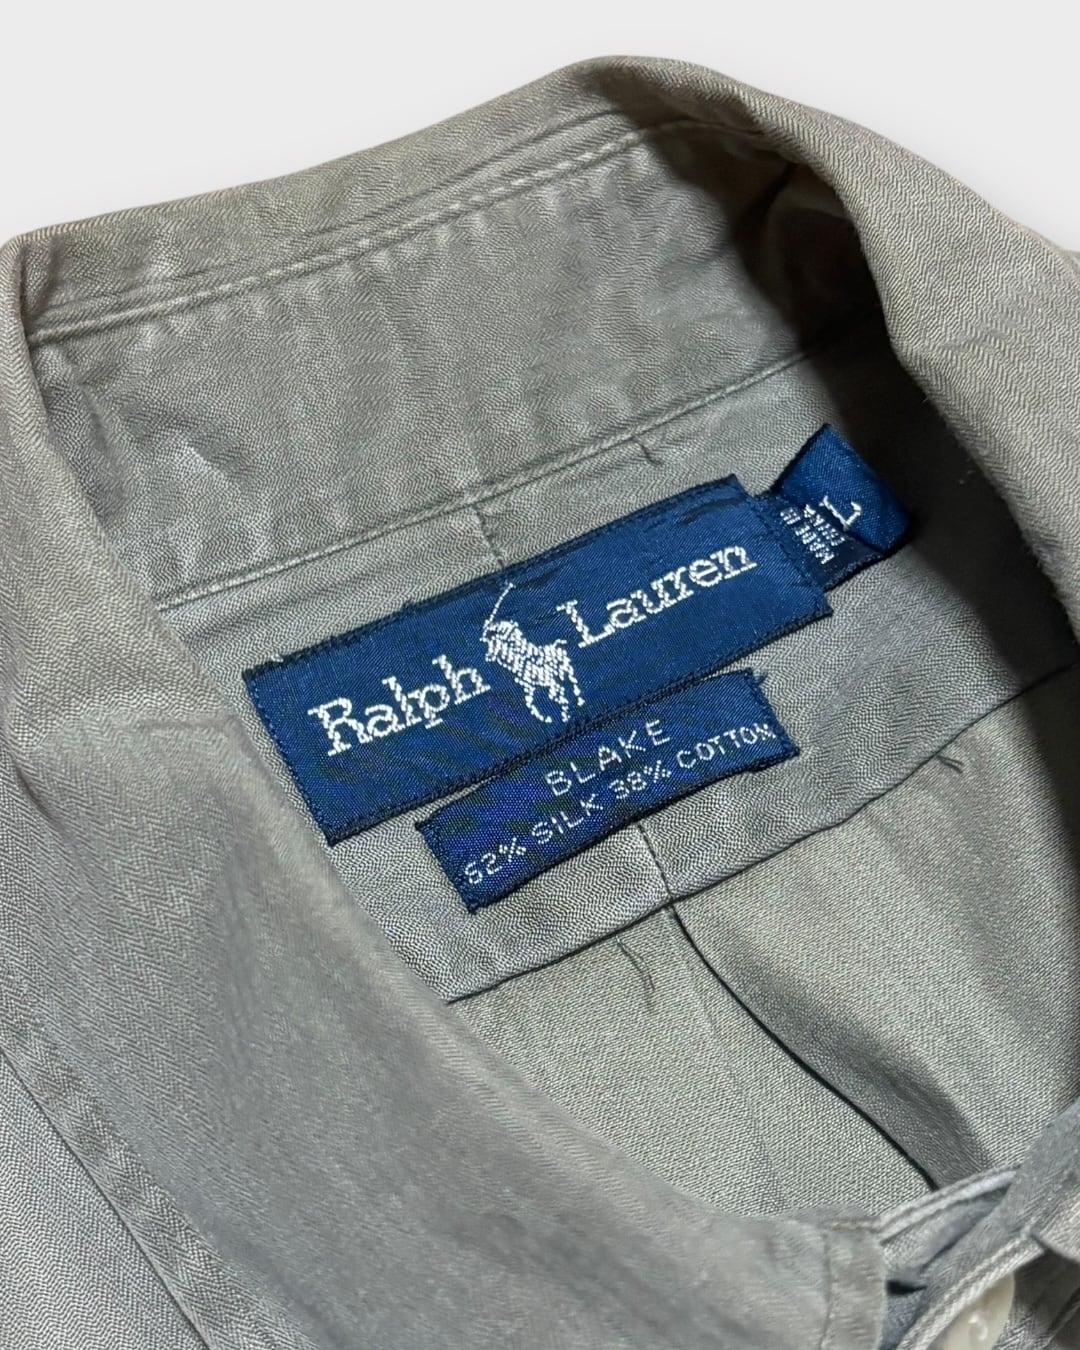 Ralph Lauren
BLAKE
62% SILK 38% COTTON
L